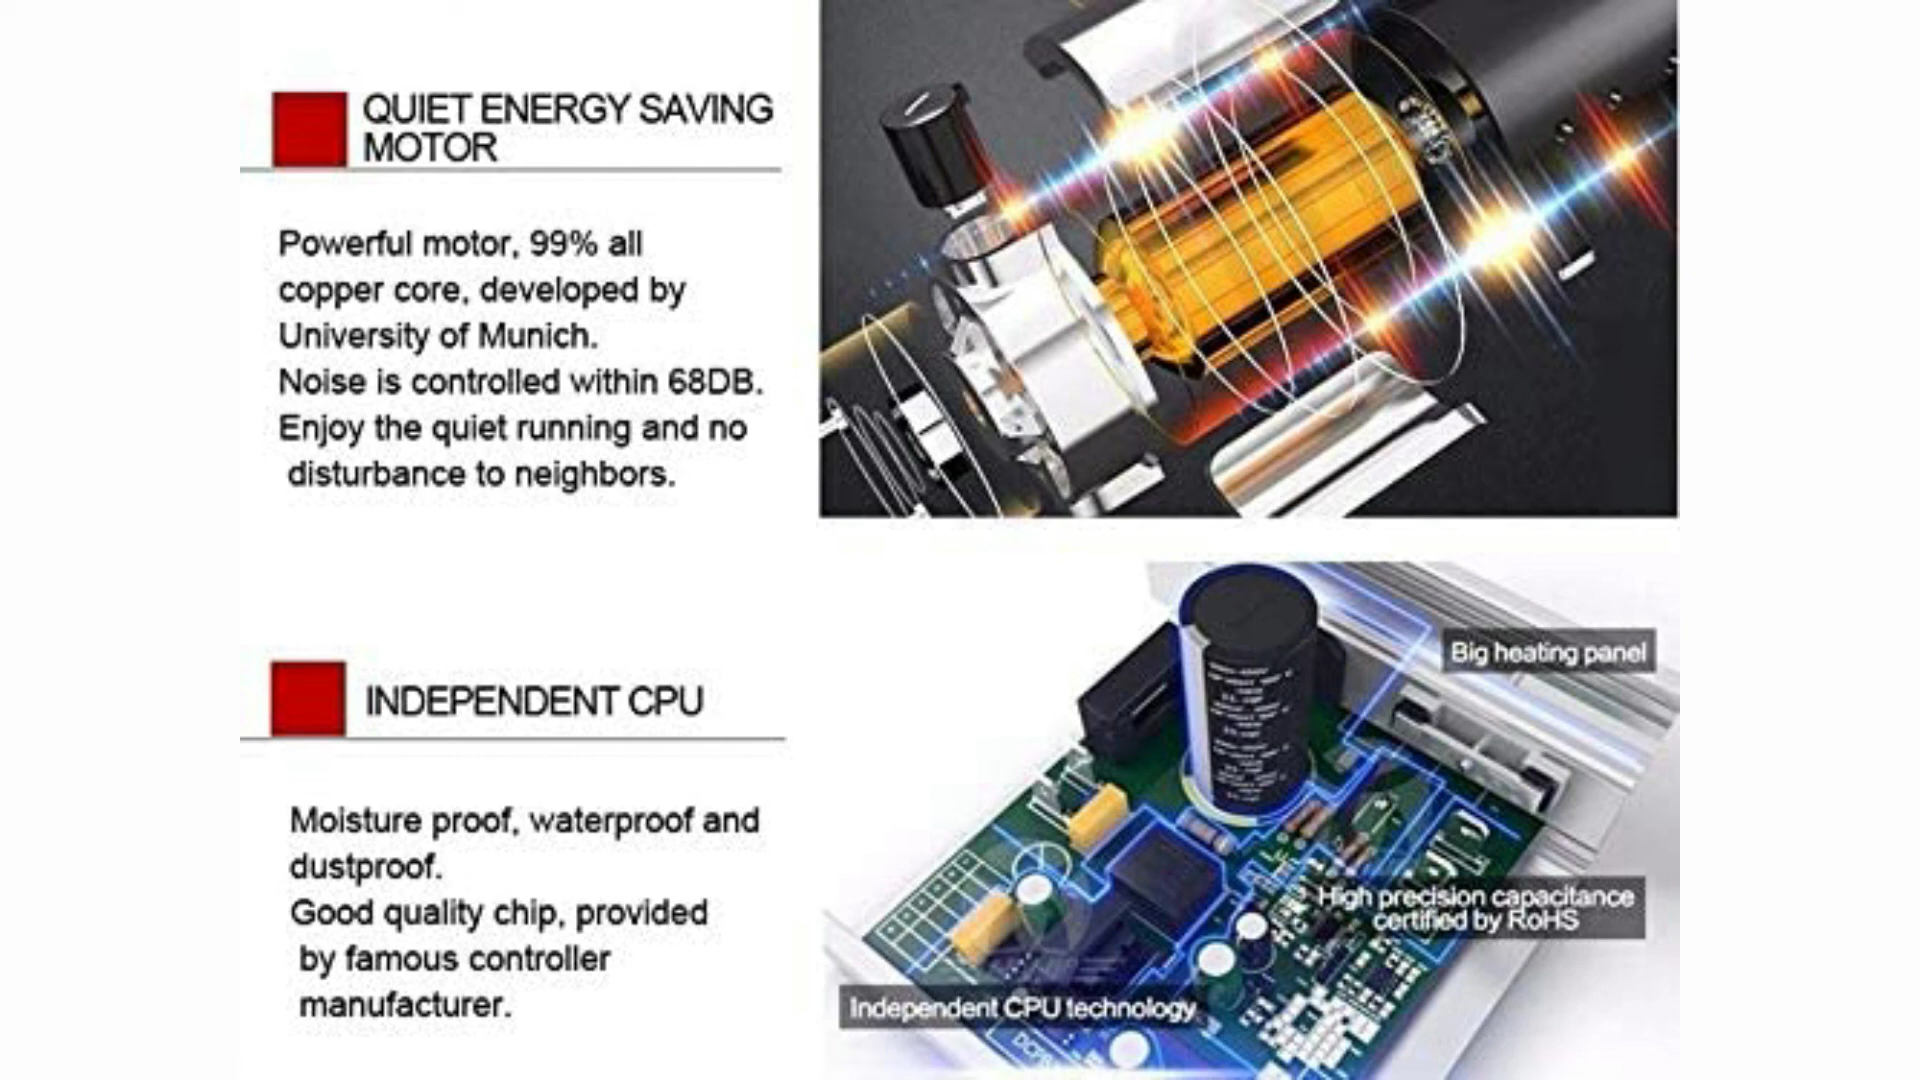 QUIET ENERGY SAVING
MOTOR
Powerful motor, 99% all
copper core, developed by
University of Munich.
Noise is controlled within 68DB.
Enjoy the quiet running and no
disturbance to neighbors.
INDEPENDENT CPU
Moisture proof, waterproof and
dustproof.
Good quality chip, provided
by famous controller
manufacturer.
Big heating panel
High precision capacitance
certified by RoHS
Independent CPU technology